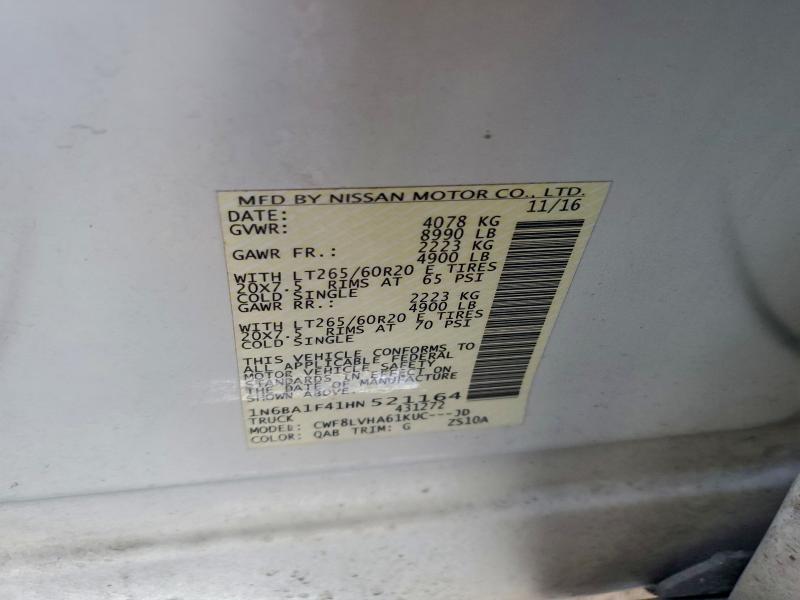 MFD BY NISSAN MOTOR CO., LTD.
DATE: 11/16
GVWR: 4078 KG
8990 LB
GAWR FR.: 2223 KG
4900 LB
WITH LT265/60R20 E TIRES
20X7.5 RIMS AT 65 PSI
COLD SINGLE
GAWR RR.: 2223 KG
4900 LB
WITH LT265/60R20 E TIRES
20X7.5 RIMS AT 70 PSI
COLD SINGLE
THIS VEHICLE CONFORMS TO
ALL APPLICABLE FEDERAL
MOTOR VEHICLE SAFETY
STANDARDS IN EFFECT ON
THE DATE OF MANUFACTURE
SHOWN ABOVE.
1N6BA1F41HN521164
TRUCK 431272
MODEL: CWF8LVHA61KUC---JD
COLOR: QAB TRIM: G ZS10A